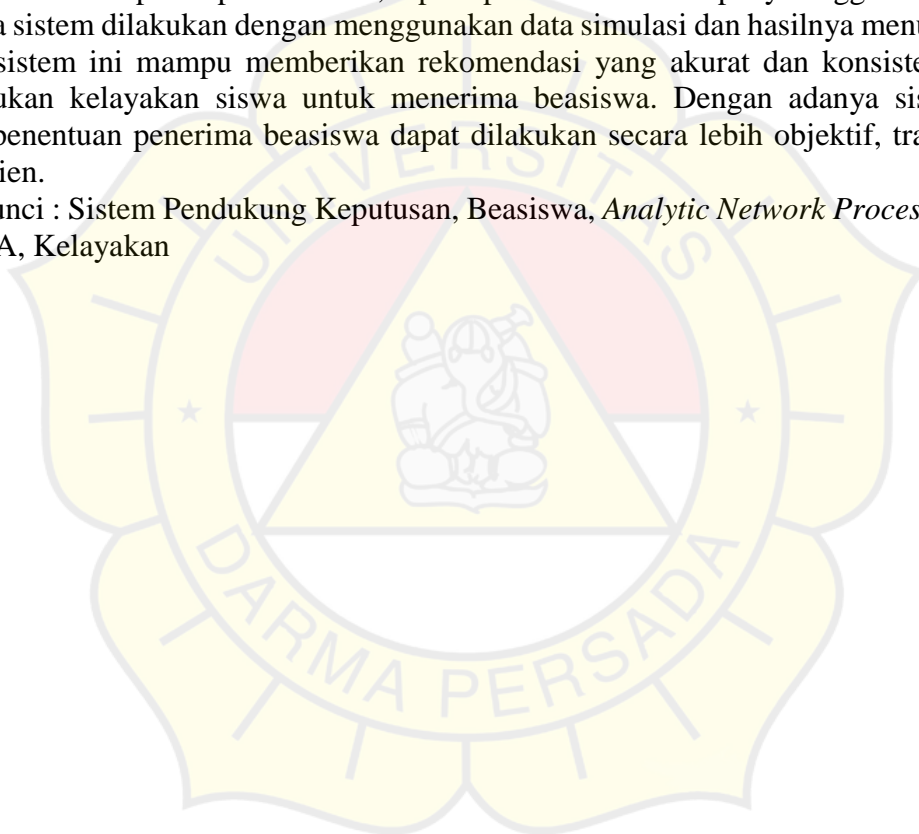 a sistem dilakukan dengan menggunakan data simulasi dan hasilnya menu
sistem ini mampu memberikan rekomendasi yang akurat dan konsiste
ukan kelayakan siswa untuk menerima beasiswa. Dengan adanya sis
penentuan penerima beasiswa dapat dilakukan secara lebih objektif, tra
ien.
unci : Sistem Pendukung Keputusan, Beasiswa, Analytic Network Proces
A, Kelayakan
UNIVERSITAS
DARMA PERSADA